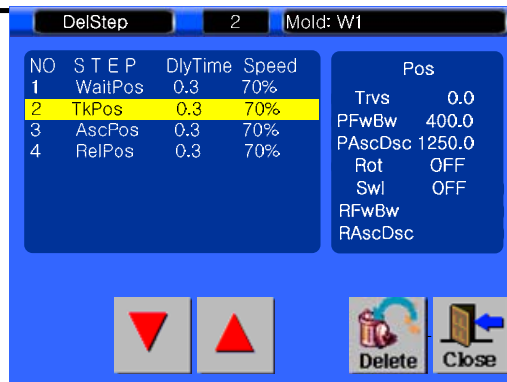 DelStep 2 Mold: W1
NO STEP DlyTime Speed
1 WaitPos 0.3 70%
2 TkPos 0.3 70%
3 AscPos 0.3 70%
4 RelPos 0.3 70%
Pos
Trvs 0.0
PFwBw 400.0
PAscDsc 1250.0
Rot OFF
Swl OFF
RFwBw
RAscDsc
Delete Close